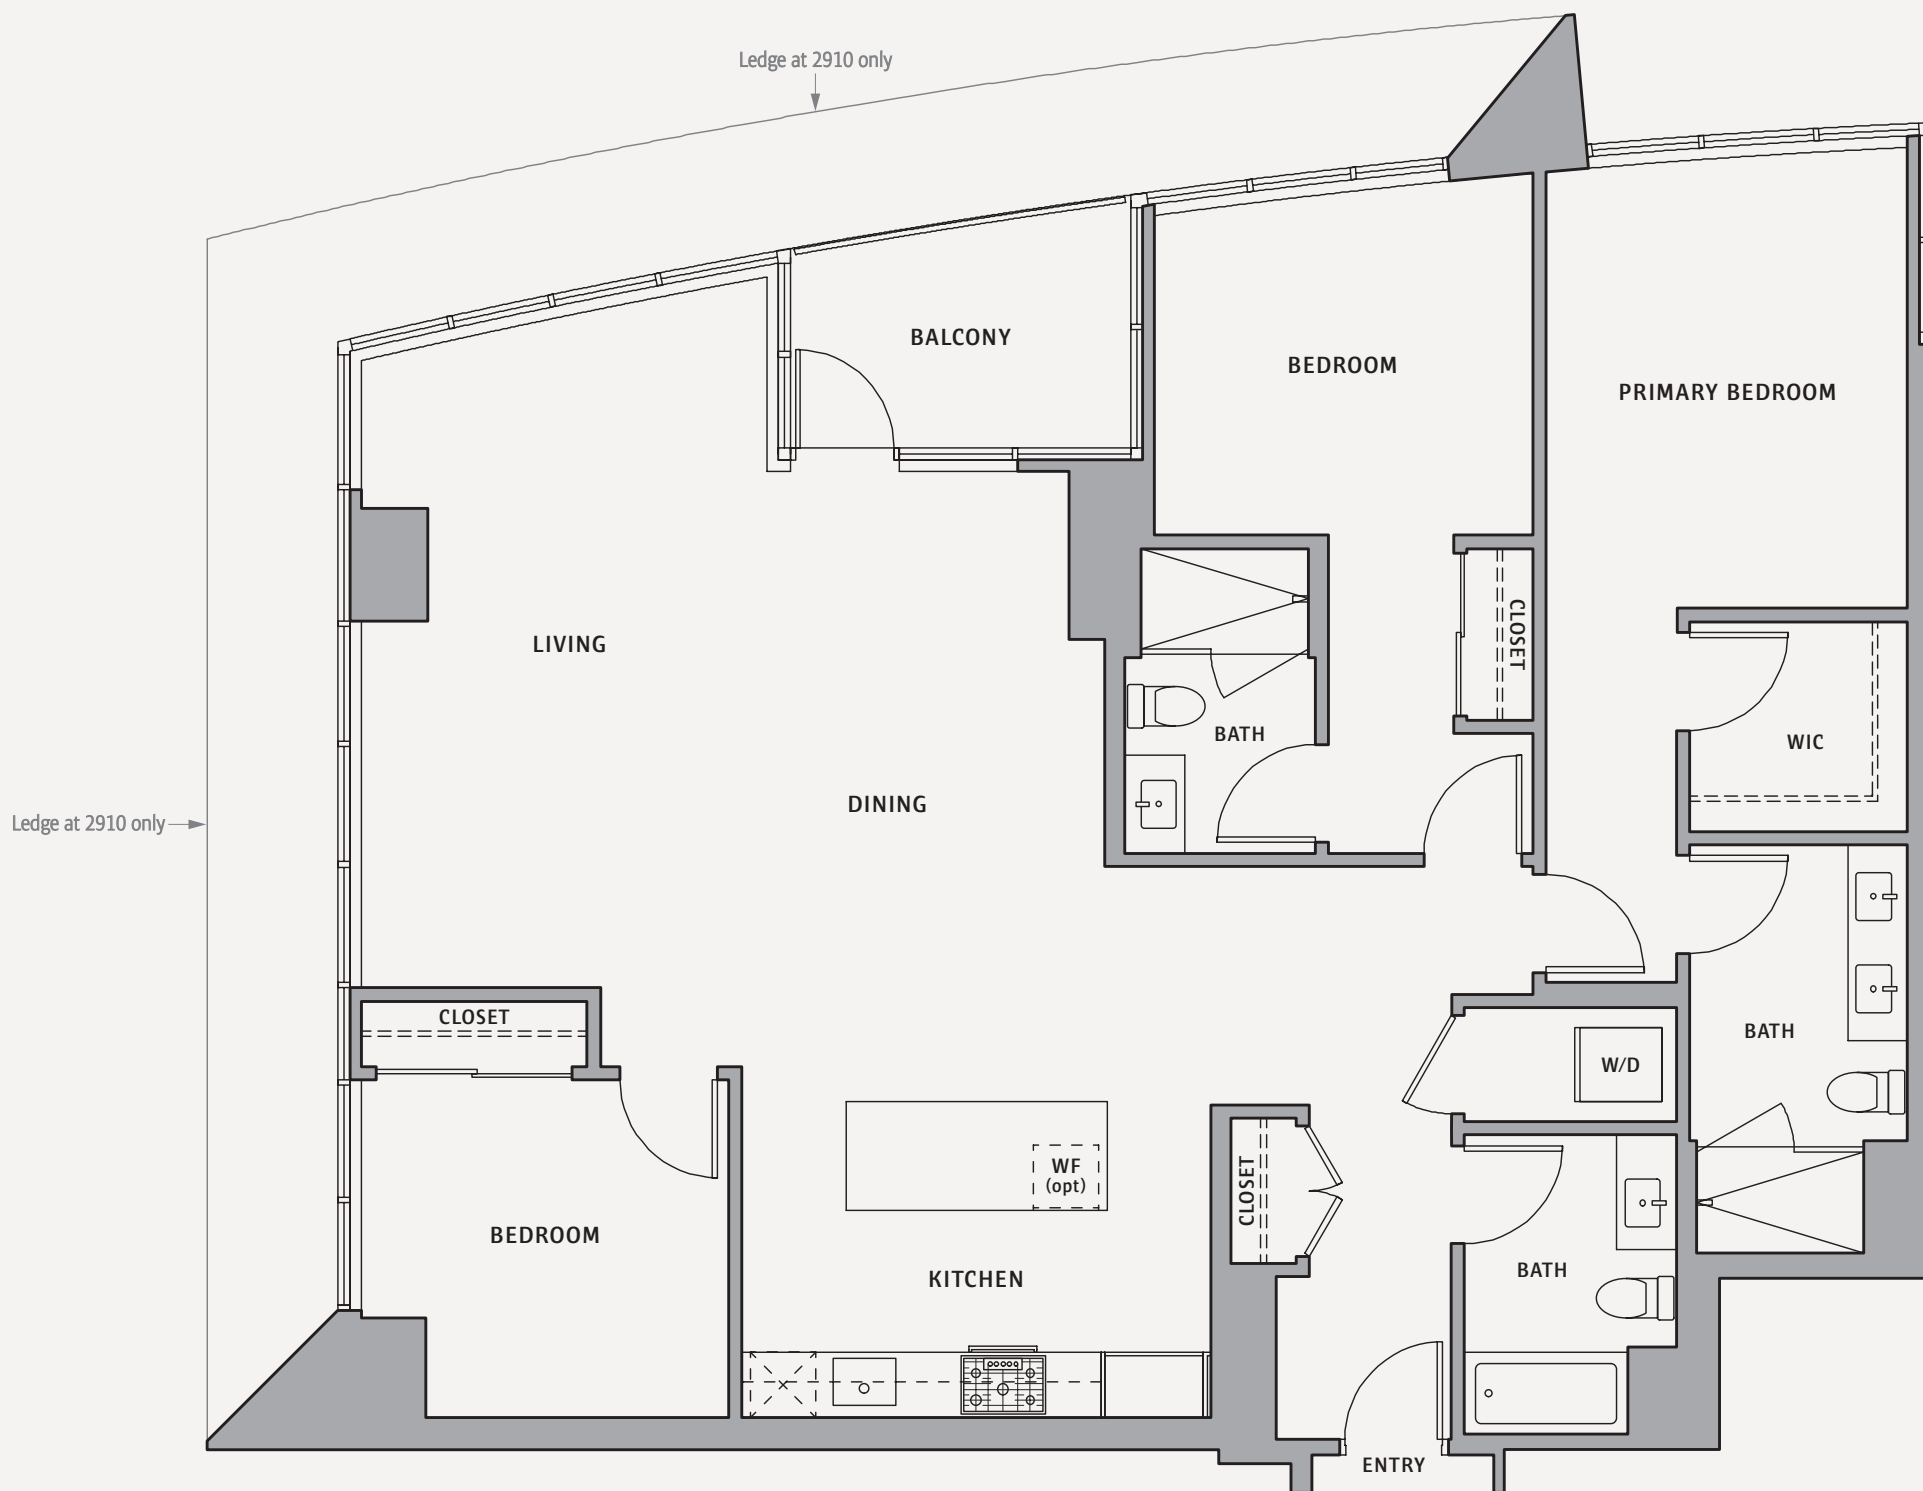 Ledge at 2910 only
BALCONY
BEDROOM
PRIMARY BEDROOM
CLOSET
LIVING
BATH
WIC
DINING
Ledge at 2910 only
CLOSET
BATH
W/D
WF
(opt)
CLOSET
BEDROOM
KITCHEN
BATH
ENTRY